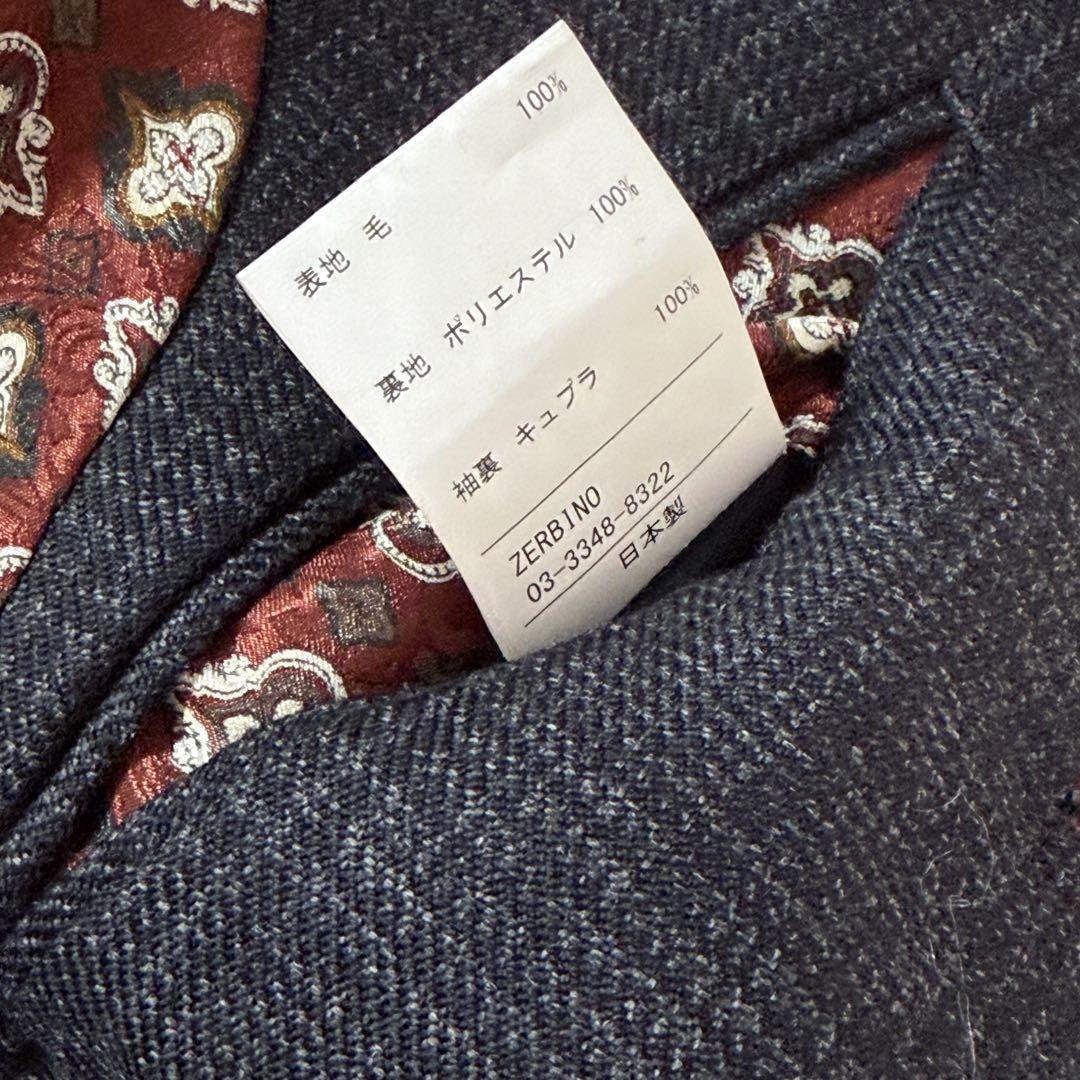 表地 毛 100%
裏地 ポリエステル 100%
袖裏 キュプラ 100%
ZERBINO
03-3348-8322
日本製